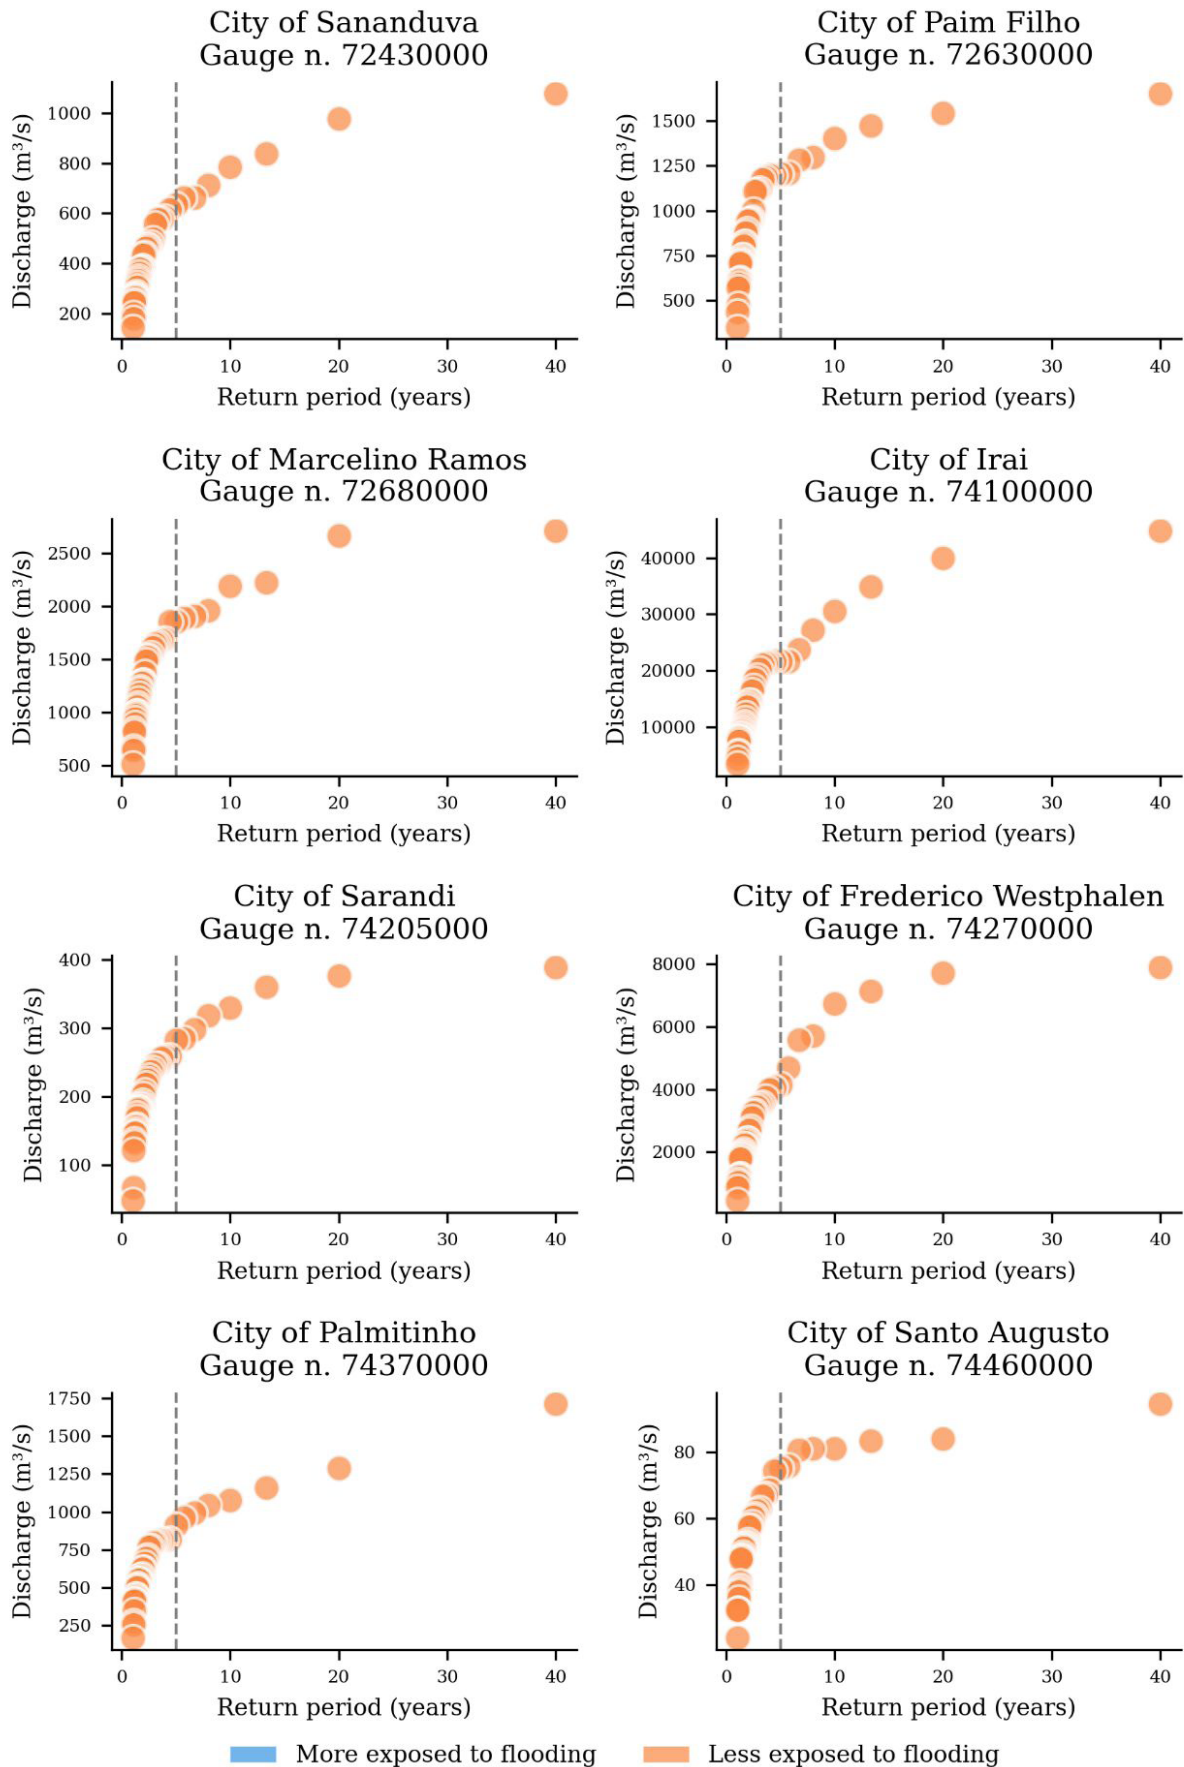 City of Sananduva
Gauge n. 72430000
Discharge (m³/s)
1000
800
600
400
200
0
10
20
30
40
Return period (years)
City of Paim Filho
Gauge n. 72630000
Discharge (m³/s)
1500
1250
1000
750
500
0
10
20
30
40
Return period (years)
City of Marcelino Ramos
Gauge n. 72680000
Discharge (m³/s)
2500
2000
1500
1000
500
0
10
20
30
40
Return period (years)
City of Irai
Gauge n. 74100000
Discharge (m³/s)
40000
30000
20000
10000
0
10
20
30
40
Return period (years)
City of Sarandi
Gauge n. 74205000
Discharge (m³/s)
400
300
200
100
0
10
20
30
40
Return period (years)
City of Frederico Westphalen
Gauge n. 74270000
Discharge (m³/s)
8000
6000
4000
2000
0
10
20
30
40
Return period (years)
City of Palmitinho
Gauge n. 74370000
Discharge (m³/s)
1750
1500
1250
1000
750
500
250
0
10
20
30
40
Return period (years)
City of Santo Augusto
Gauge n. 74460000
Discharge (m³/s)
80
60
40
0
10
20
30
40
Return period (years)
More exposed to flooding
Less exposed to flooding